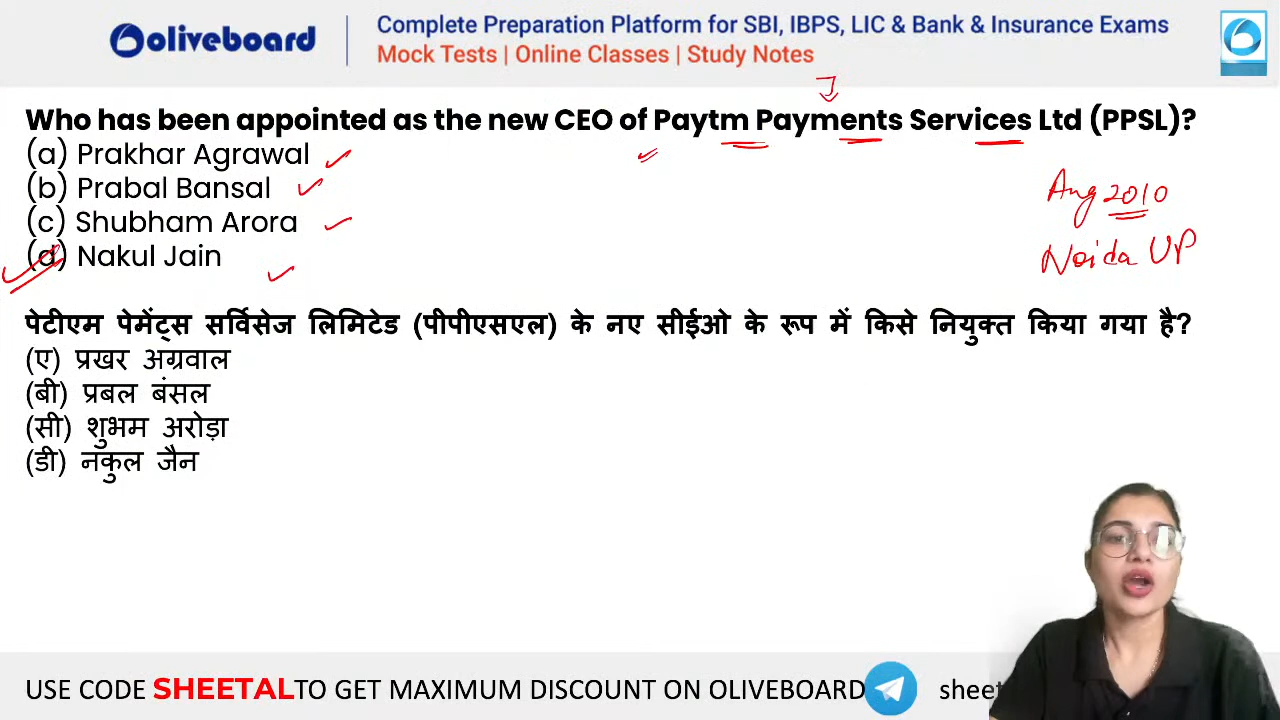 oliveboard
Complete Preparation Platform for SBI, IBPS, LIC & Bank & Insurance Exams
Mock Tests | Online Classes | Study Notes
Who has been appointed as the new CEO of Paytm Payments Services Ltd (PPSL)?
(a) Prakhar Agrawal
(b) Prabal Bansal
(c) Shubham Arora
(d) Nakul Jain
Aug 2010
Noida UP
पेटीएम पेमेंट्स सर्विसेज लिमिटेड (पीपीएसएल) के नए सीईओ के रूप में किसे नियुक्त किया गया है?
(ए) प्रखर अग्रवाल
(बी) प्रबल बंसल
(सी) शुभम अरोड़ा
(डी) नकुल जैन
USE CODE SHEETAL TO GET MAXIMUM DISCOUNT ON OLIVEBOARD